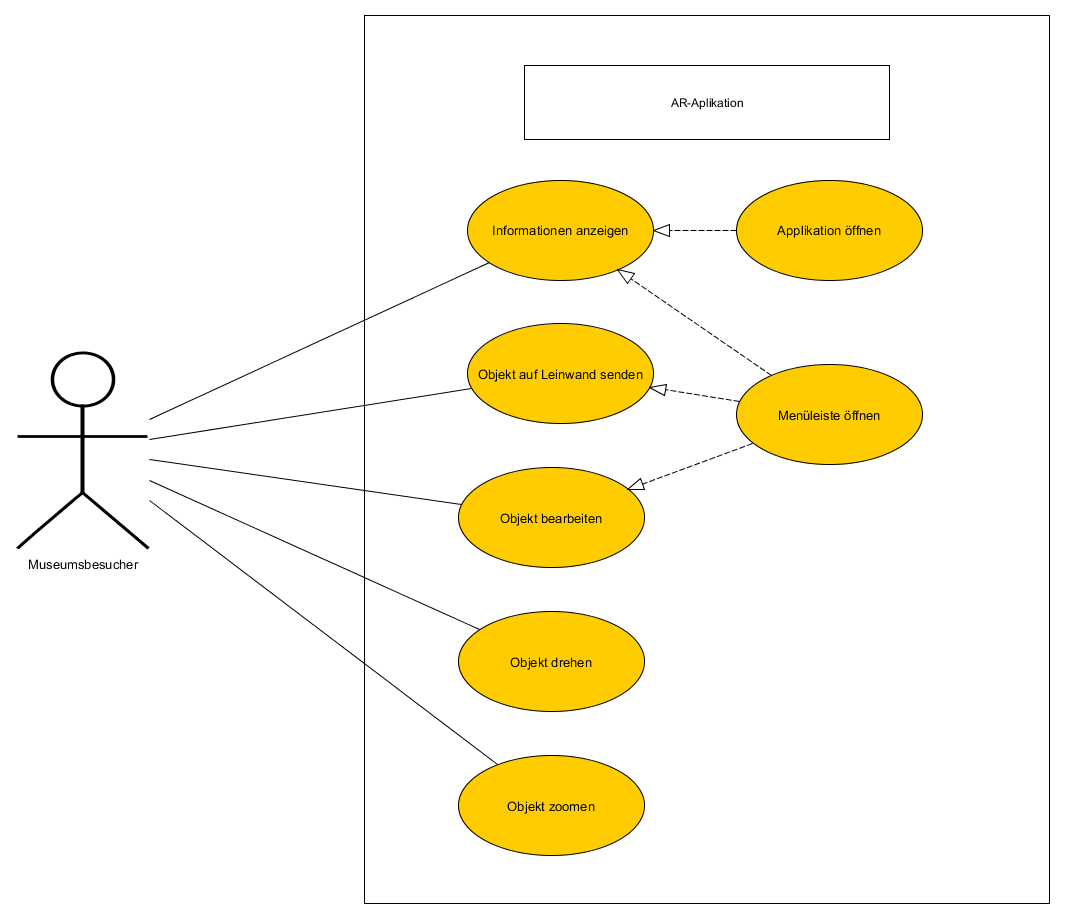 AR-Aplikation
Informationen anzeigen
Applikation öffnen
Objekt auf Leinwand senden
Menüleiste öffnen
Objekt bearbeiten
Museumsbesucher
Objekt drehen
Objekt zoomen